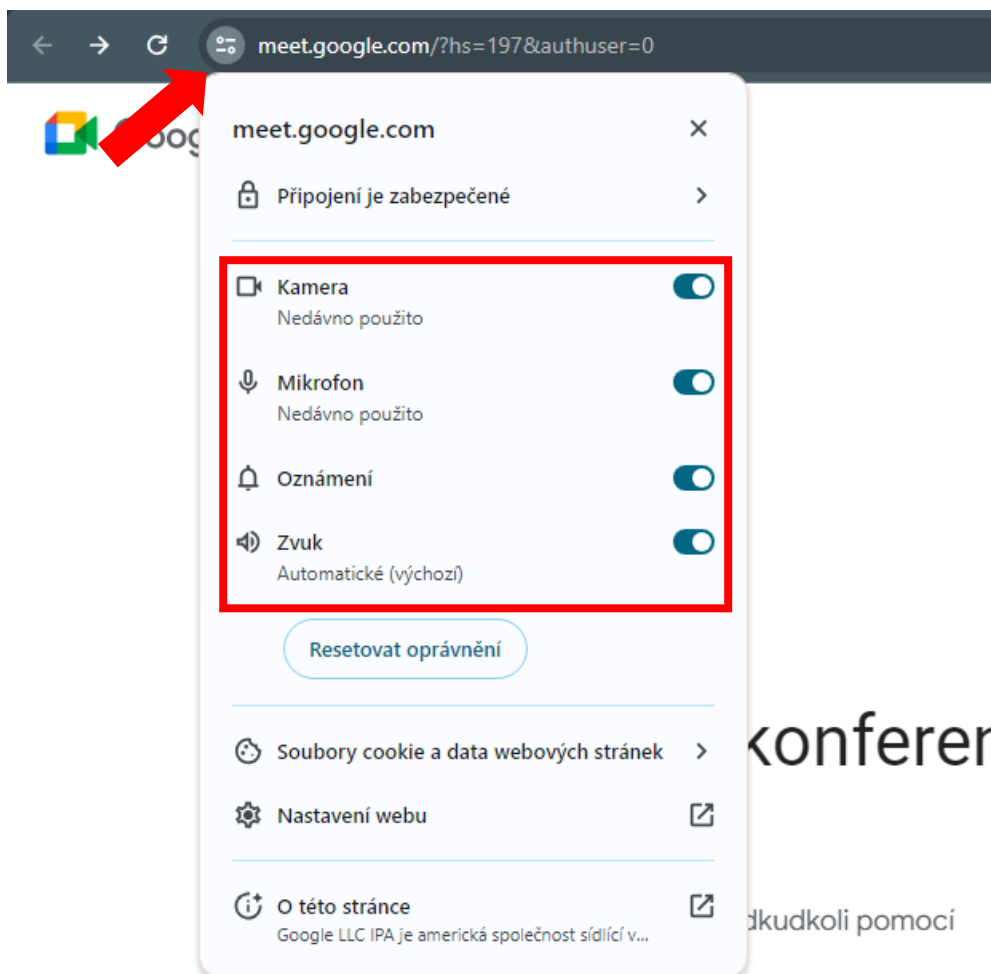 meet.google.com/?hs=197&authuser=0
meet.google.com
Připojení je zabezpečené
Kamera
Nedávno použito
Mikrofon
Nedávno použito
Oznámení
Zvuk
Automatické (výchozí)
Resetovat oprávnění
Soubory cookie a data webových stránek
konferen
Nastavení webu
O této stránce
Google LLC IPA je americká společnost sídlící v...
dkudkoli pomocí